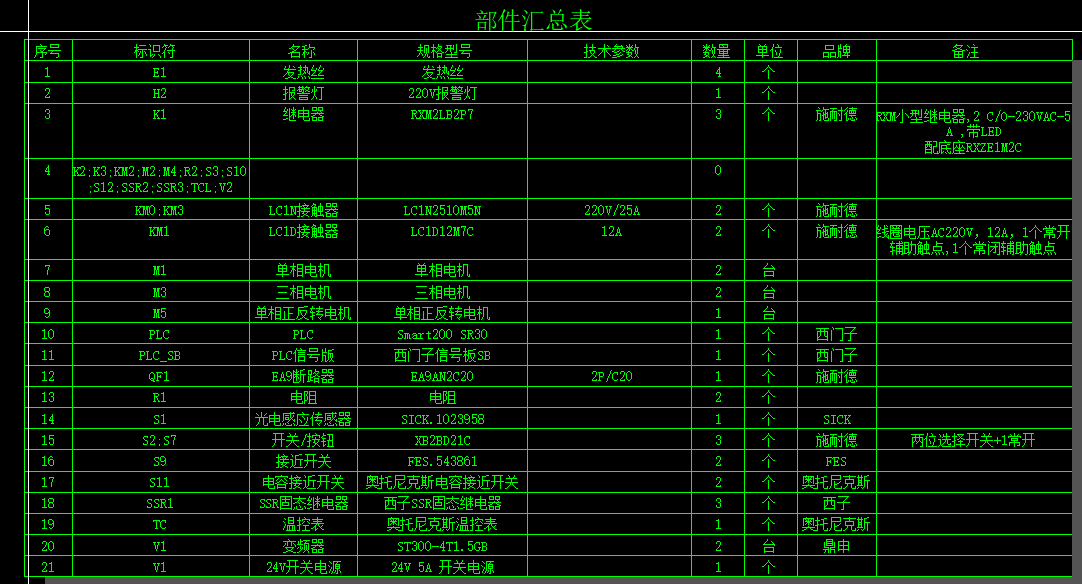 部件汇总表
序号 标识符 名称 规格型号 技术参数 数量 单位 品牌 备注
1 E1 发热丝 发热丝 4 个
2 H2 报警灯 220V报警灯 1 个
3 K1 继电器 RXM2LB2P7 3 个 施耐德 RXM小型继电器,2 C/O-230VAC-5
A ,带LED
配底座RXZE1M2C
4 K2;K3;KM2;M2;M4;R2;S3;S10 0
;S12;SSR2;SSR3;TC1;V2
5 KM0;KM3 LC1N接触器 LC1N2510M5N 220V/25A 2 个 施耐德
6 KM1 LC1D接触器 LC1D12M7C 12A 2 个 施耐德 线圈电压AC220V, 12A, 1个常开
辅助触点,1个常闭辅助触点
7 M1 单相电机 单相电机 2 台
8 M3 三相电机 三相电机 2 台
9 M5 单相正反转电机 单相正反转电机 1 台
10 PLC PLC Smart200 SR30 1 个 西门子
11 PLC_SB PLC信号版 西门子信号板SB 1 个 西门子
12 QF1 EA9断路器 EA9AN2C20 2P/C20 1 个 施耐德
13 R1 电阻 电阻 2 个
14 S1 光电感应传感器 SICK.1023958 1 个 SICK
15 S2;S7 开关/按钮 XB2BD21C 3 个 施耐德 两位选择开关+1常开
16 S9 接近开关 FES.543861 2 个 FES
17 S11 电容接近开关 奥托尼克斯电容接近开关 2 个 奥托尼克斯
18 SSR1 SSR固态继电器 西子SSR固态继电器 3 个 西子
19 TC 温控表 奥托尼克斯温控表 1 个 奥托尼克斯
20 V1 变频器 ST300-4T1.5GB 2 台 鼎申
21 V1 24V开关电源 24V 5A 开关电源 1 个